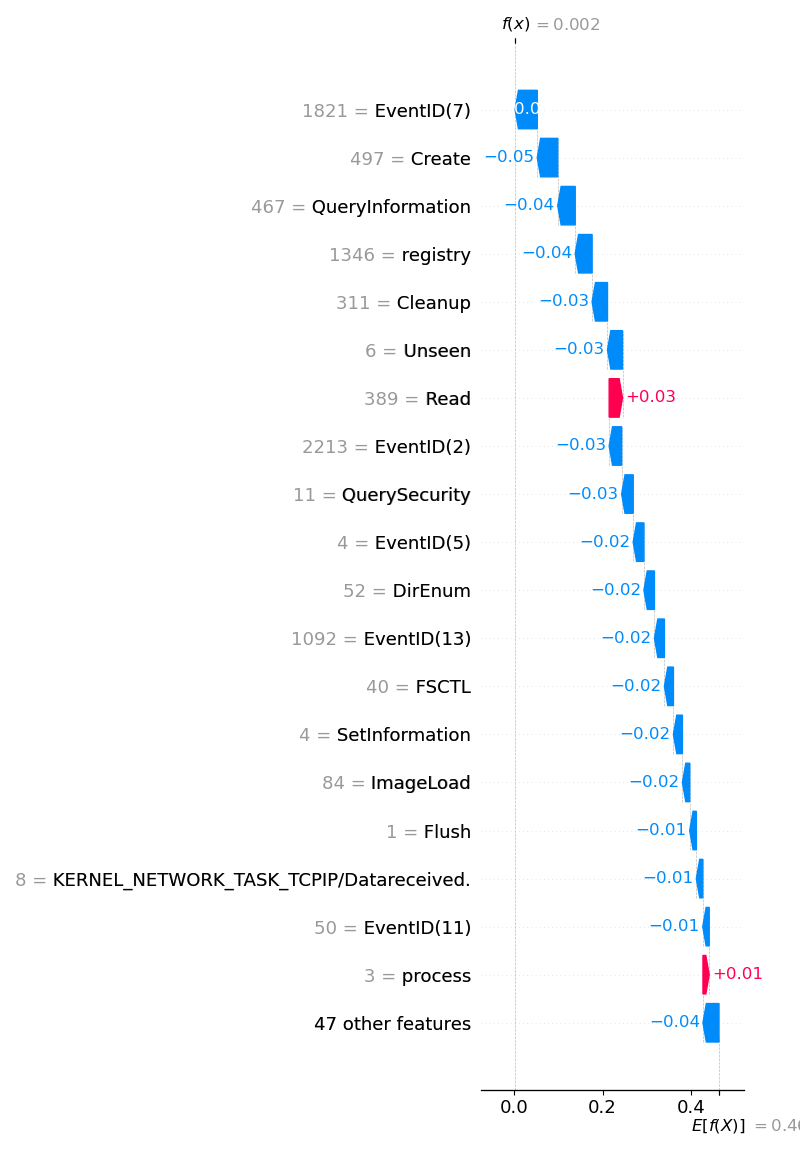 f(x) = 0.002
1821 = EventID(7)
497 = Create −0.05
467 = QueryInformation −0.04
1346 = registry −0.04
311 = Cleanup −0.03
6 = Unseen −0.03
389 = Read +0.03
2213 = EventID(2) −0.03
11 = QuerySecurity −0.03
4 = EventID(5) −0.02
52 = DirEnum −0.02
1092 = EventID(13) −0.02
40 = FSCTL −0.02
4 = SetInformation −0.02
84 = ImageLoad −0.02
1 = Flush −0.01
8 = KERNEL_NETWORK_TASK_TCPIP/Datareceived. −0.01
50 = EventID(11) −0.01
3 = process +0.01
47 other features −0.04
0.0 0.2 0.4
E[f(X)] = 0.46